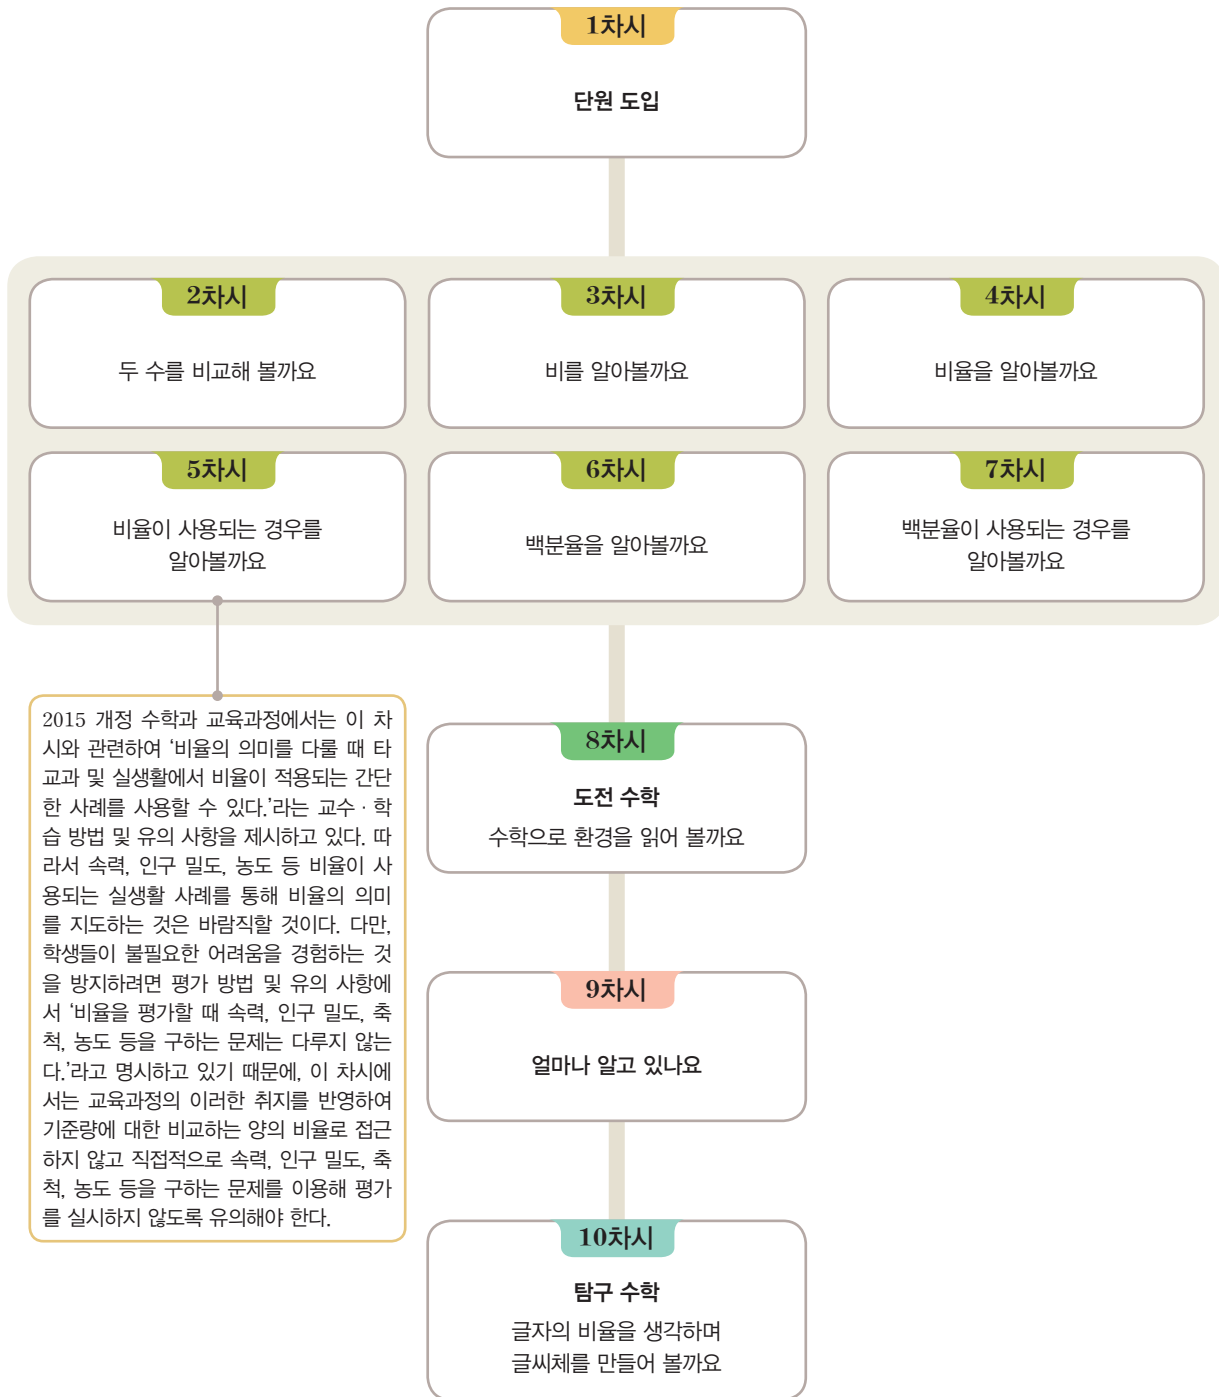 1차시
단원 도입
2차시
두 수를 비교해 볼까요
3차시
비를 알아볼까요
4차시
비율을 알아볼까요
5차시
비율이 사용되는 경우를
알아볼까요
6차시
백분율을 알아볼까요
7차시
백분율이 사용되는 경우를
알아볼까요
2015 개정 수학과 교육과정에서는 이 차
시와 관련하여 ‘비율의 의미를 다룰 때 타
교과 및 실생활에서 비율이 적용되는 간단
한 사례를 사용할 수 있다.’라는 교수 · 학
습 방법 및 유의 사항을 제시하고 있다. 따
라서 속력, 인구 밀도, 농도 등 비율이 사
용되는 실생활 사례를 통해 비율의 의미
를 지도하는 것은 바람직할 것이다. 다만,
학생들이 불필요한 어려움을 경험하는 것
을 방지하려면 평가 방법 및 유의 사항에
서 ‘비율을 평가할 때 속력, 인구 밀도, 축
척, 농도 등을 구하는 문제는 다루지 않는
다.’라고 명시하고 있기 때문에, 이 차시에
서는 교육과정의 이러한 취지를 반영하여
기준량에 대한 비교하는 양의 비율로 접근
하지 않고 직접적으로 속력, 인구 밀도, 축
척, 농도 등을 구하는 문제를 이용해 평가
를 실시하지 않도록 유의해야 한다.
8차시
도전 수학
수학으로 환경을 읽어 볼까요
9차시
얼마나 알고 있나요
10차시
탐구 수학
글자의 비율을 생각하며
글씨체를 만들어 볼까요